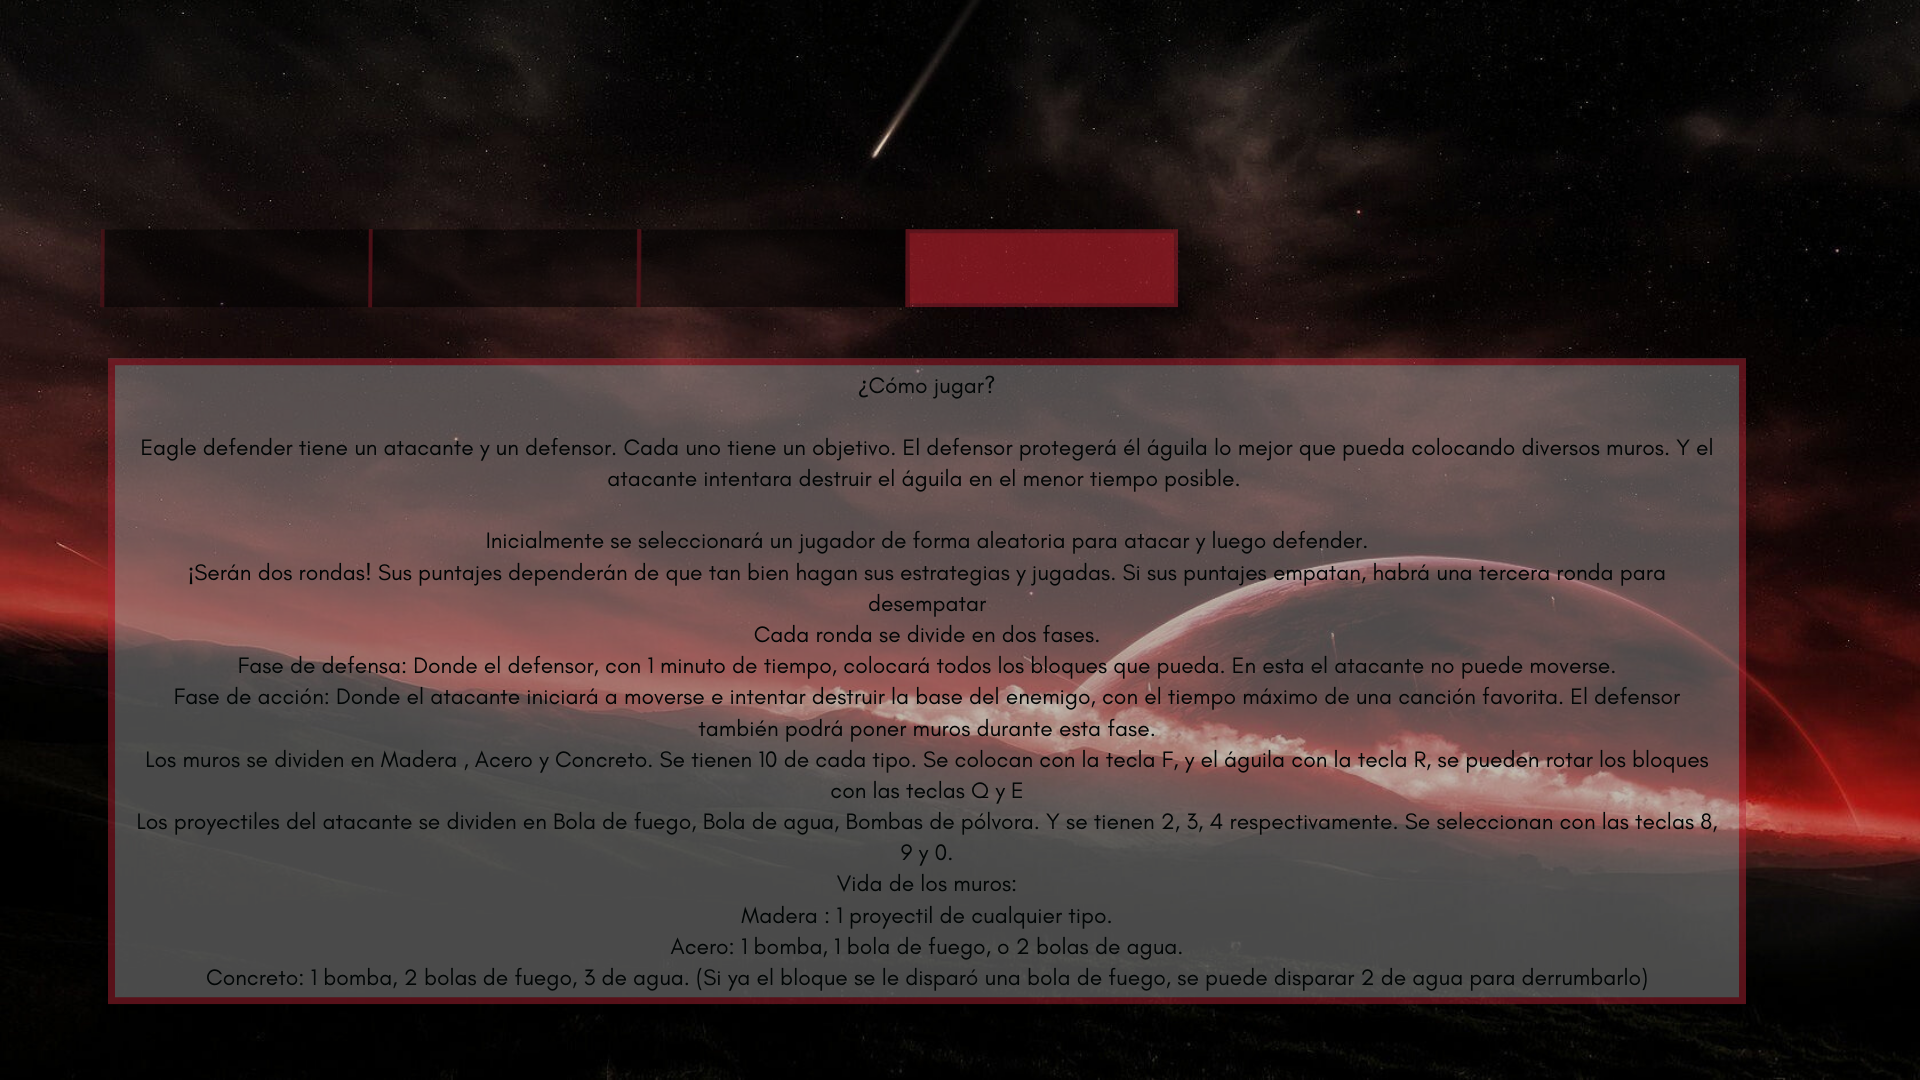 ¿Cómo jugar?
Eagle defender tiene un atacante y un defensor. Cada uno tiene un objetivo. El defensor protegerá él águila lo mejor que pueda colocando diversos muros. Y el
atacante intentara destruir el águila en el menor tiempo posible.
Inicialmente se seleccionará un jugador de forma aleatoria para atacar y luego defender.
¡Serán dos rondas! Sus puntajes dependerán de que tan bien hagan sus estrategias y jugadas. Si sus puntajes empatan, habrá una tercera ronda para
desempatar
Cada ronda se divide en dos fases.
Fase de defensa: Donde el defensor, con 1 minuto de tiempo, colocará todos los bloques que pueda. En esta el atacante no puede moverse.
Fase de acción: Donde el atacante iniciará a moverse e intentar destruir la base del enemigo, con el tiempo máximo de una canción favorita. El defensor
también podrá poner muros durante esta fase.
Los muros se dividen en Madera , Acero y Concreto. Se tienen 10 de cada tipo. Se colocan con la tecla F, y el águila con la tecla R, se pueden rotar los bloques
con las teclas Q y E
Los proyectiles del atacante se dividen en Bola de fuego, Bola de agua, Bombas de pólvora. Y se tienen 2, 3, 4 respectivamente. Se seleccionan con las teclas 8,
9 y 0.
Vida de los muros:
Madera : 1 proyectil de cualquier tipo.
Acero: 1 bomba, 1 bola de fuego, o 2 bolas de agua.
Concreto: 1 bomba, 2 bolas de fuego, 3 de agua. (Si ya el bloque se le disparó una bola de fuego, se puede disparar 2 de agua para derrumbarlo)